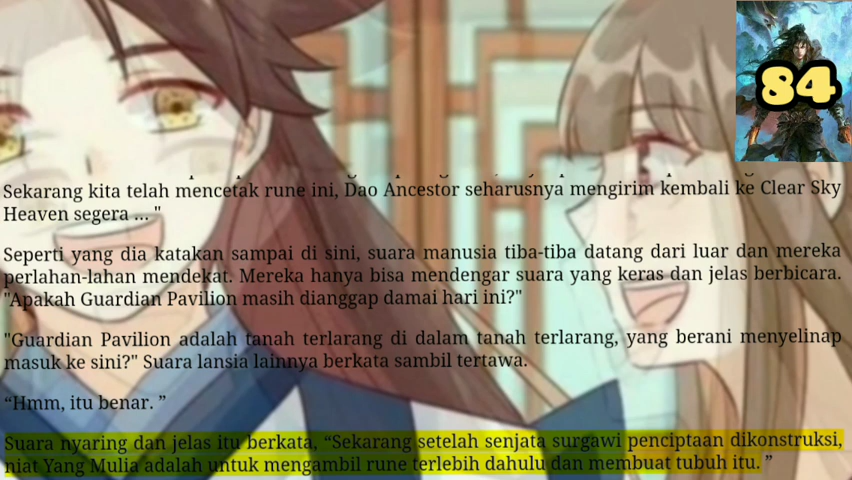 84
Sekarang kita telah mencetak rune ini, Dao Ancestor seharusnya mengirim kembali ke Clear Sky
Heaven segera ... "
Seperti yang dia katakan sampai di sini, suara manusia tiba-tiba datang dari luar dan mereka
perlahan-lahan mendekat. Mereka hanya bisa mendengar suara yang keras dan jelas berbicara.
"Apakah Guardian Pavilion masih dianggap damai hari ini?"
"Guardian Pavilion adalah tanah terlarang di dalam tanah terlarang, yang berani menyelinap
masuk ke sini?" Suara lansia lainnya berkata sambil tertawa.
“Hmm, itu benar. ”
Suara nyaring dan jelas itu berkata, “Sekarang setelah senjata surgawi penciptaan dikonstruksi,
niat Yang Mulia adalah untuk mengambil rune terlebih dahulu dan membuat tubuh itu. ”